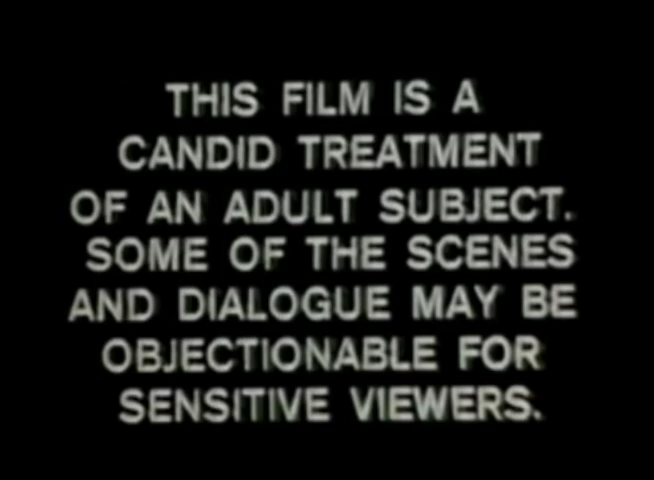 THIS FILM IS A
CANDID TREATMENT
OF AN ADULT SUBJECT.
SOME OF THE SCENES
AND DIALOGUE MAY BE
OBJECTIONABLE FOR
SENSITIVE VIEWERS.